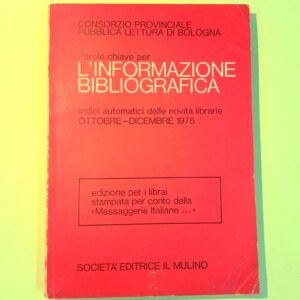 CONSORZIO PROVINCIALE
PUBBLICA LETTURA DI BOLOGNA
Parole chiave per
L'INFORMAZIONE
BIBLIOGRAFICA
indici automatici delle novità librarie
OTTOBRE-DICEMBRE 1975
edizione per i librai
stampata per conto della
«Messaggerie Italiane ...»
SOCIETA' EDITRICE IL MULINO